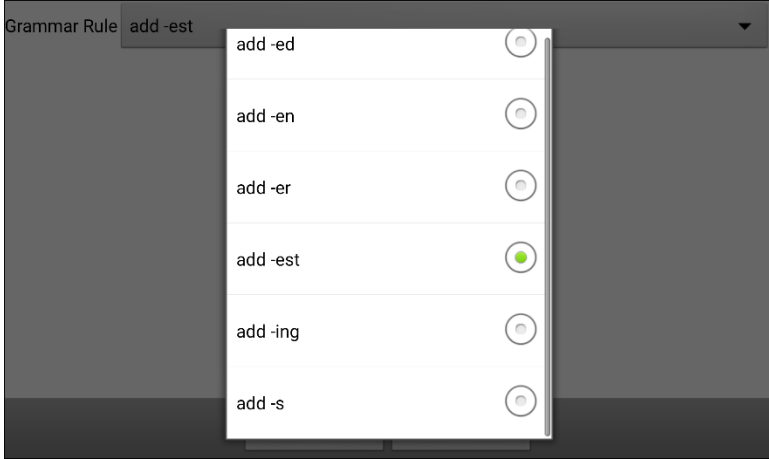 Grammar Rule add -est
add -ed
add -en
add -er
add -est
add -ing
add -s